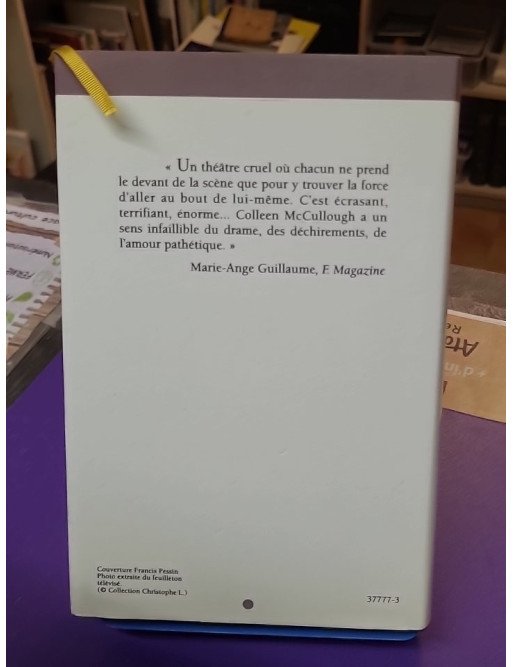 « Un théâtre cruel où chacun ne prend
le devant de la scène que pour y trouver la force
d'aller au bout de lui-même. C'est écrasant,
terrifiant, énorme... Colleen McCullough a un
sens infaillible du drame, des déchirements, de
l'amour pathétique. »
Marie-Ange Guillaume, F. Magazine
Couverture Francis Pessin
Photo extraite du feuilleton
télévisé.
(© Collection Christophe L.)
37777-3